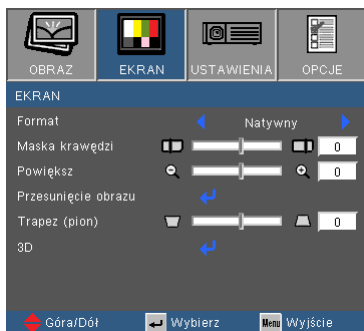 OBRAZ EKRAN USTAWIENIA OPCJE
EKRAN
Format Natywny
Maska krawędzi 0
Powiększ 0
Przesunięcie obrazu
Trapez (pion) 0
3D
Góra/Dół Wybierz Menu Wyjście